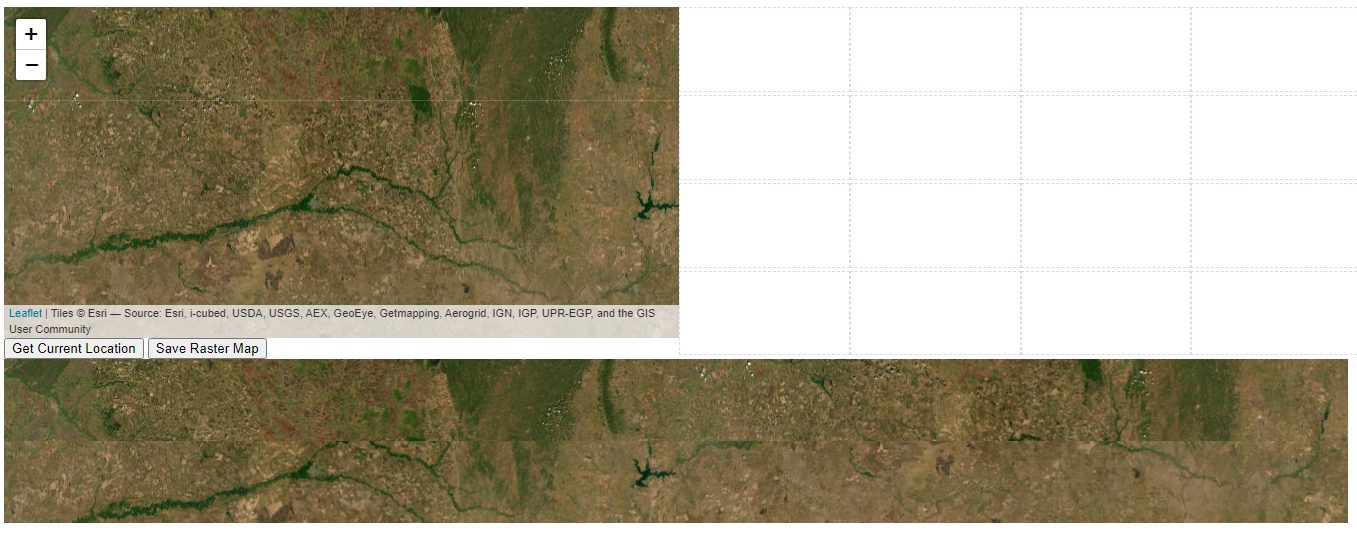 +
−
Leaflet | Tiles © Esri — Source: Esri, i-cubed, USDA, USGS, AEX, GeoEye, Getmapping, Aerogrid, IGN, IGP, UPR-EGP, and the GIS
User Community
Get Current Location Save Raster Map